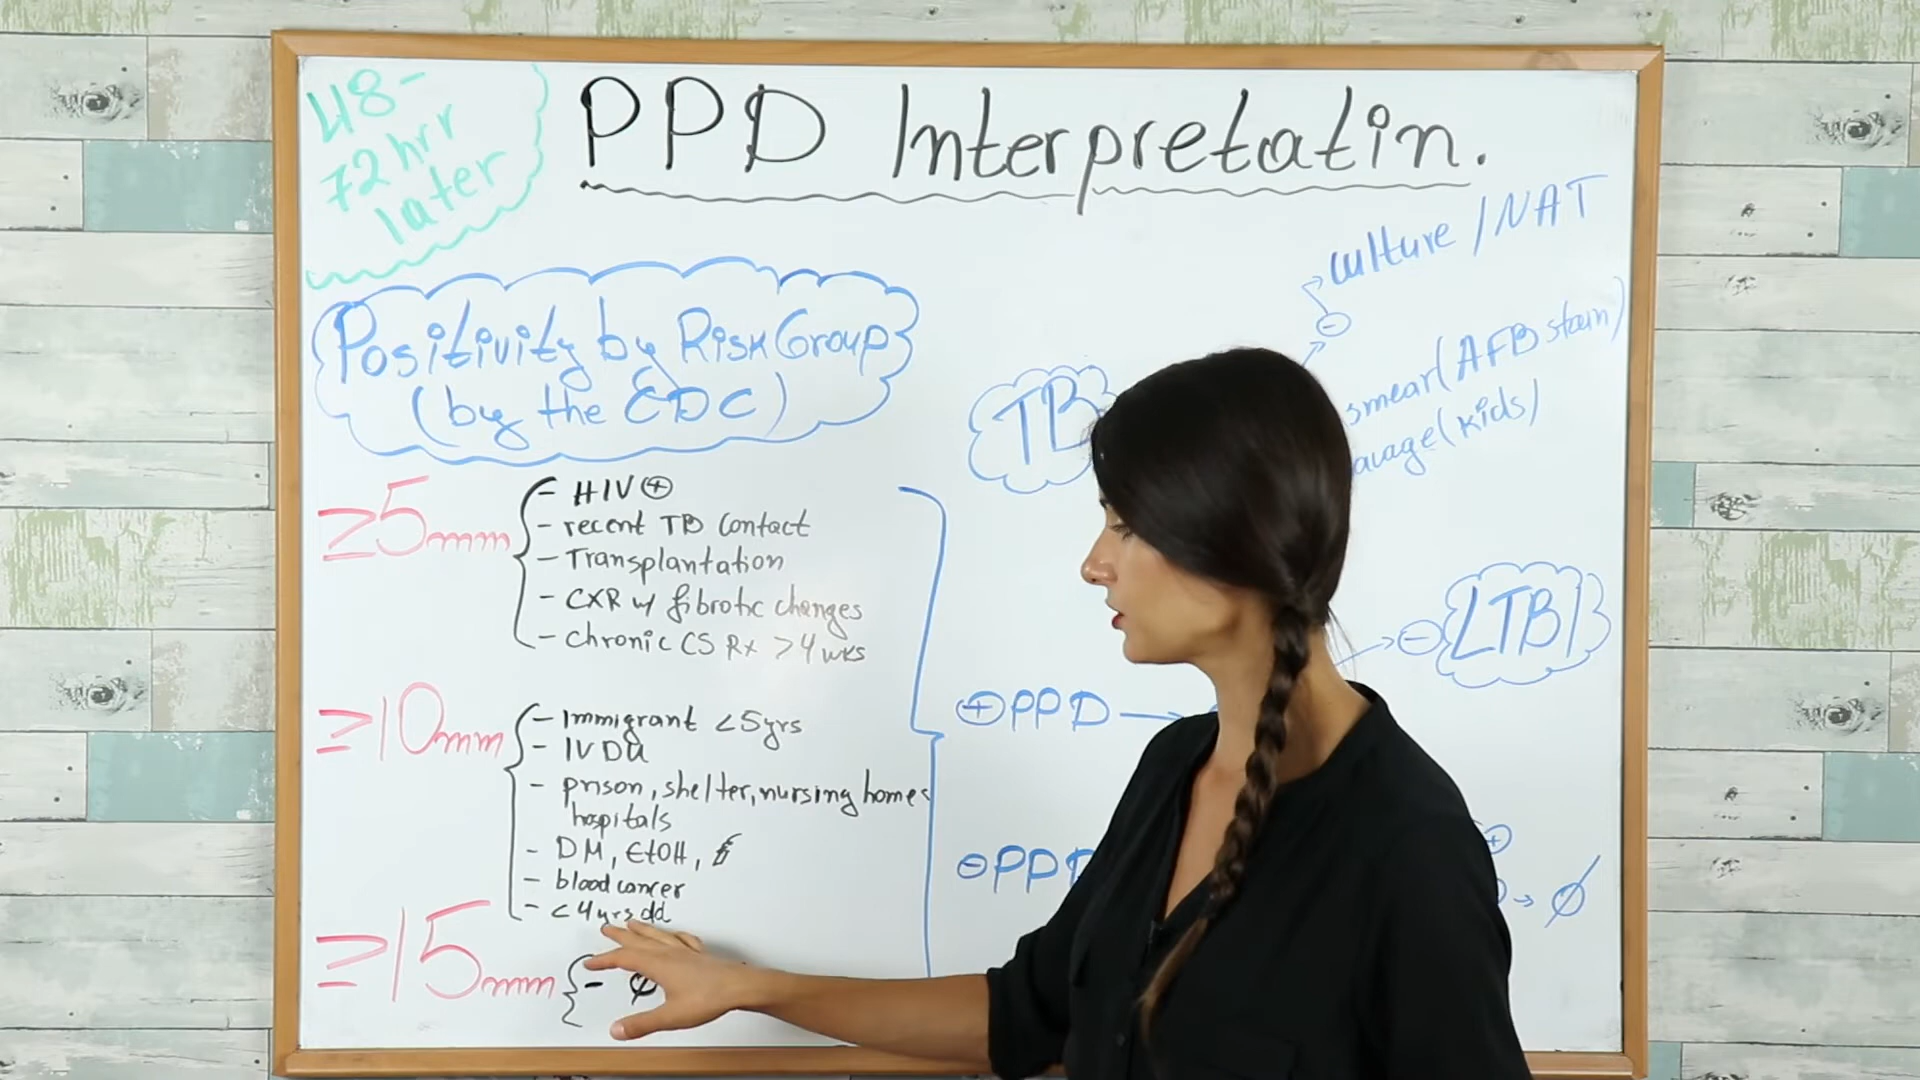 48-
72 hrr
later
PPD Interpretatin.
Positivity by Risk Group
(by the CDC)
≥5mm
- HIV ⊕
- recent TB contact
- Transplantation
- CXR w/ fibrotic changes
- chronic CS Rx >4 wks
≥10mm
- Immigrant <5yrs
- IVDU
- prison, shelter, nursing homes
hospitals
- DM, EtOH,
- blood cancer
- <4 yrs old
≥15mm
- Ø
culture / NAT
⊖
smear (AFB stain)
(kids)
TB
⊖ LTBI
⊕ PPD →
⊖ PPD
⊕
→ Ø